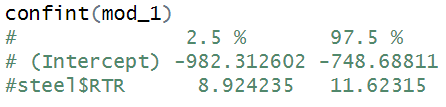 confint(mod_1)
# 2.5 % 97.5 %
# (Intercept) -982.312602 -748.68811
#steel$RTR 8.924235 11.62315